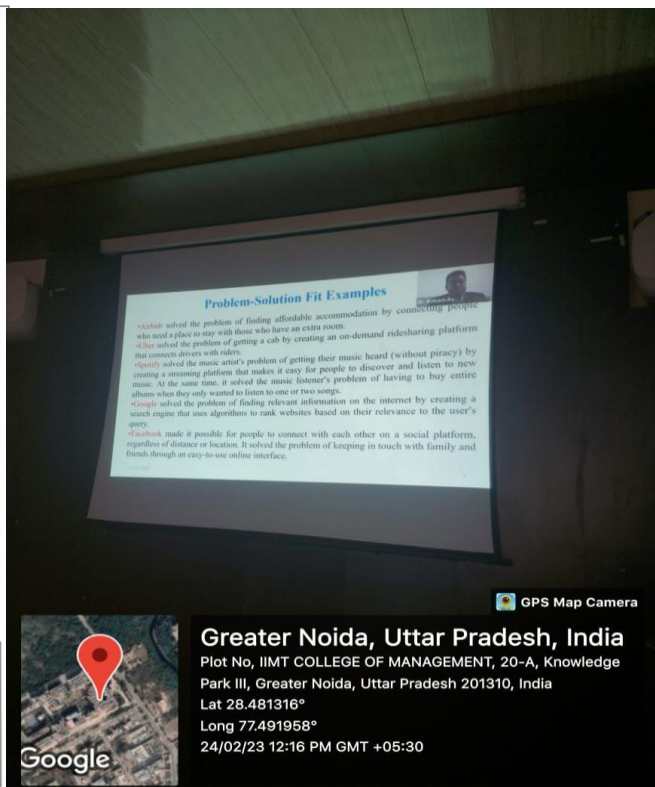 Problem-Solution Fit Examples
•Airbnb solved the problem of finding affordable accommodation by connecting people
who need a place to stay with those who have an extra room.
•Uber solved the problem of getting a cab by creating an on-demand ridesharing platform
that connects drivers with riders.
•Spotify solved the music artist's problem of getting their music heard (without piracy) by
creating a streaming platform that makes it easy for people to discover and listen to new
music. At the same time, it solved the music listener's problem of having to buy entire
albums when they only wanted to listen to one or two songs.
•Google solved the problem of finding relevant information on the internet by creating a
search engine that uses algorithms to rank websites based on their relevance to the user's
query.
•Facebook made it possible for people to connect with each other on a social platform,
regardless of distance or location. It solved the problem of keeping in touch with family and
friends through an easy-to-use online interface.
GPS Map Camera
Greater Noida, Uttar Pradesh, India
Plot No, IIMT COLLEGE OF MANAGEMENT, 20-A, Knowledge
Park III, Greater Noida, Uttar Pradesh 201310, India
Lat 28.481316°
Long 77.491958°
24/02/23 12:16 PM GMT +05:30
Google